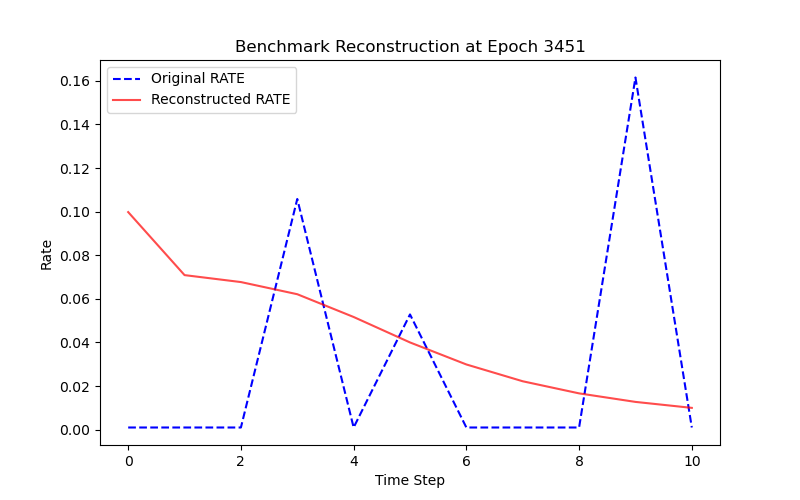 Benchmark Reconstruction at Epoch 3451
Original RATE
Reconstructed RATE
0.16
0.14
0.12
0.10
0.08
0.06
0.04
0.02
0.00
Rate
0 2 4 6 8 10
Time Step